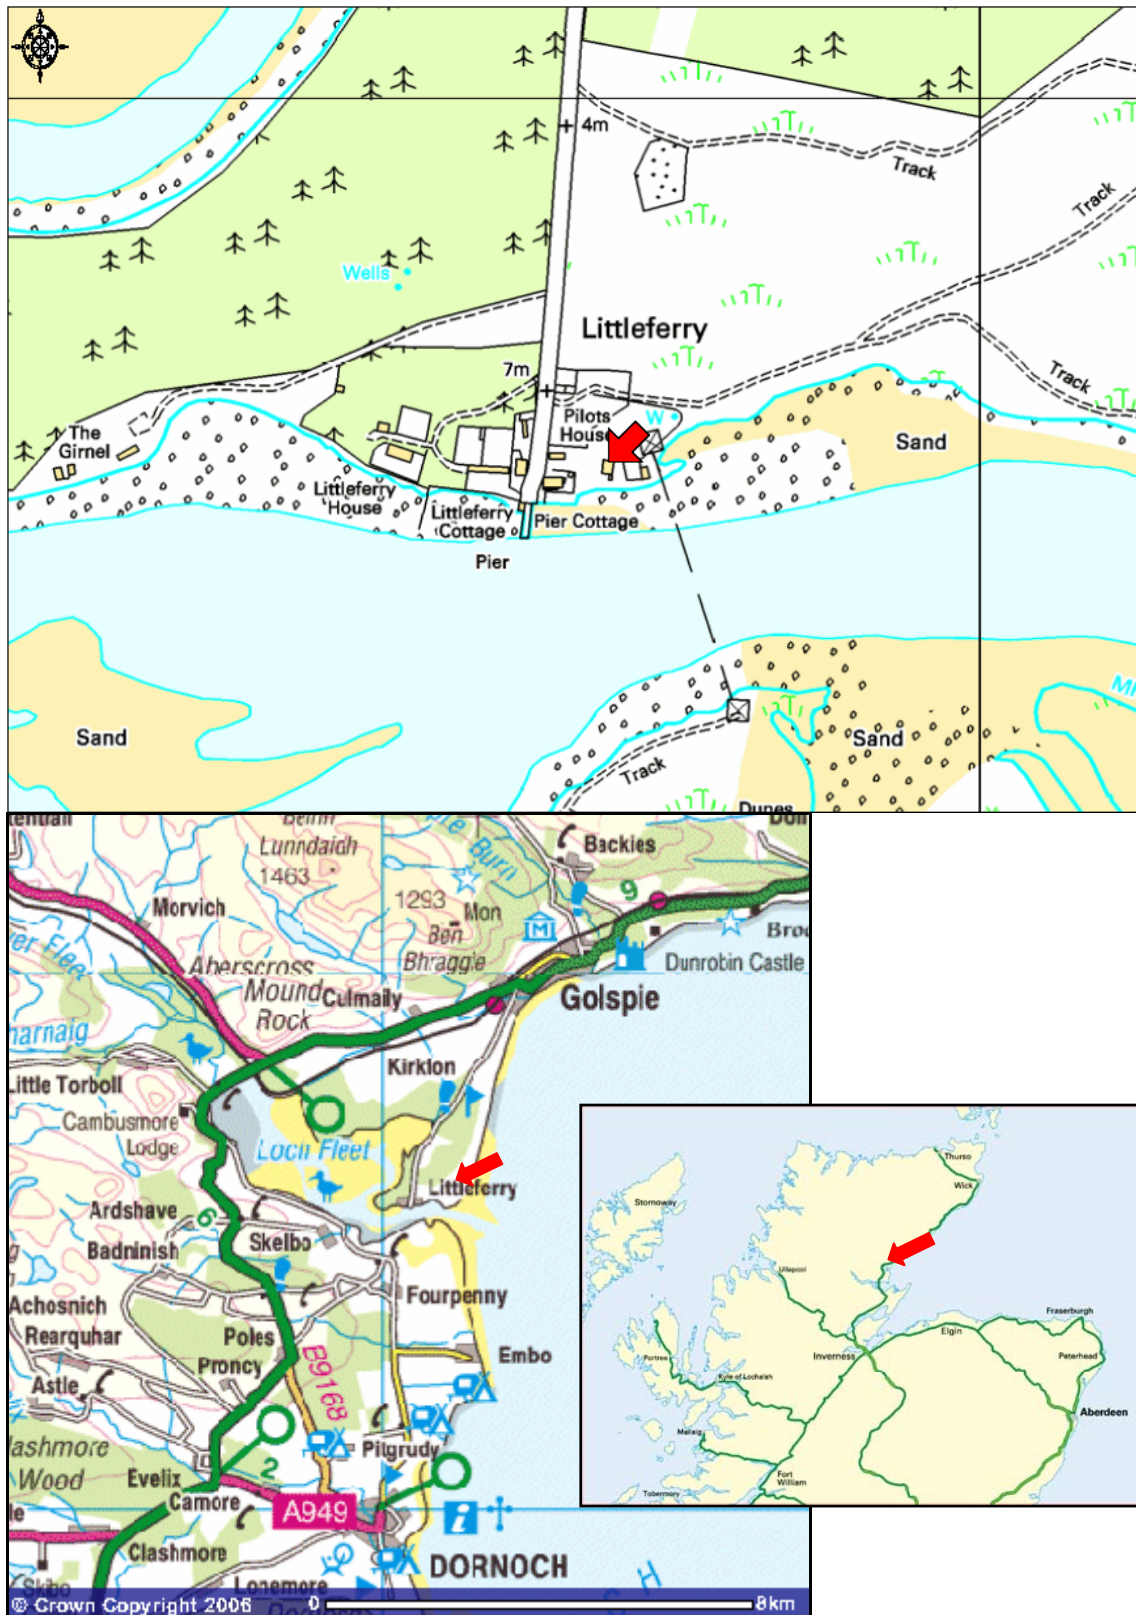 4m
Track
Track
Wells
Littleferry
7m
Track
Pilots
House
W
The
Girnel
Sand
Littleferry
House
Littleferry
Cottage
Pier Cottage
Pier
Sand
Sand
Track
Dunes
Backies
Lunndaidh
1463
Morvich
1293
Mon
9
Ben
Bhraggie
Aberscross
Dunrobin Castle
Mound
Rock
Culmaily
Golspie
Kirkton
Little Torboll
Cambusmore
Lodge
Loch Fleet
Littleferry
Ardshave
9
Skelbo
Badninish
Achosnich
Fourpenny
Rearquhar
Poles
Proncy
Embo
Astle
B9168
Pitgrudy
Wood
Evelix
2
Camore
A949
i
Clashmore
DORNOCH
Lonemore
© Crown Copyright 2006
0
8km
Thurso
Wick
Stornoway
Ullapool
Fraserburgh
Elgin
Peterhead
Inverness
Portree
Kyle of Lochalsh
Aberdeen
Mallaig
Fort
William
Tobermory